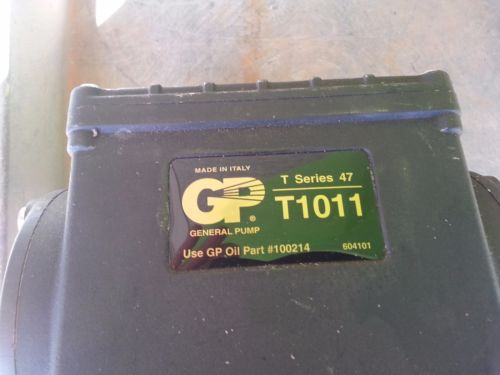 MADE IN ITALY
GP®
GENERAL PUMP
T Series 47
T1011
Use GP Oil Part #100214
604101